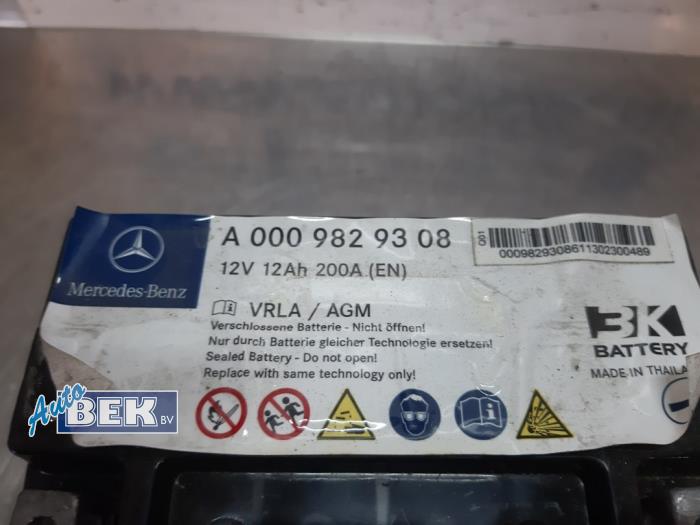 A 000 982 93 08
12V 12Ah 200A (EN)
Mercedes-Benz
001
0009829308611302300489
VRLA / AGM
Verschlossene Batterie - Nicht öffnen!
Nur durch Batterie gleicher Technologie ersetzen!
Sealed Battery - Do not open!
Replace with same technology only!
3K
BATTERY
MADE IN THAILA
Auto
BEK BV